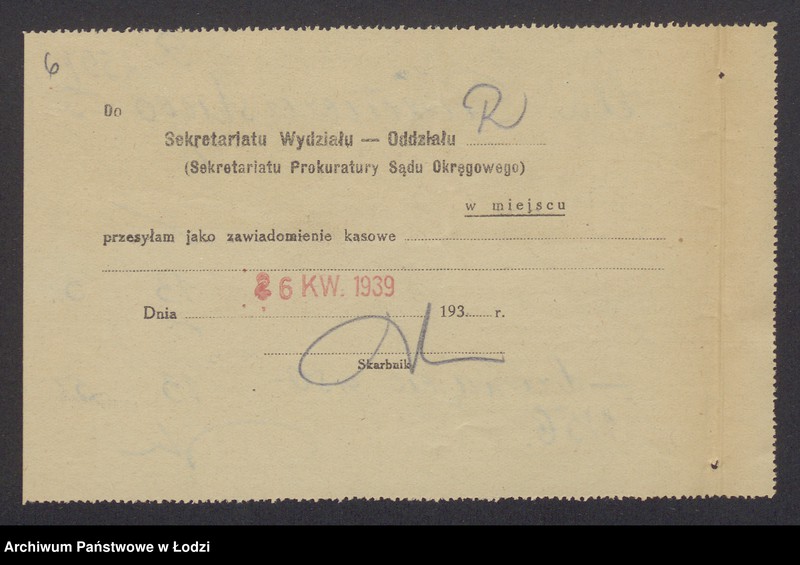 6
Do
Sekretariatu Wydziału — Oddziału R
(Sekretariatu Prokuratury Sądu Okręgowego)
w miejscu
przesyłam jako zawiadomienie kasowe
26 KW. 1939
Dnia 193 r.
Skarbnik
Archiwum Państwowe w Łodzi